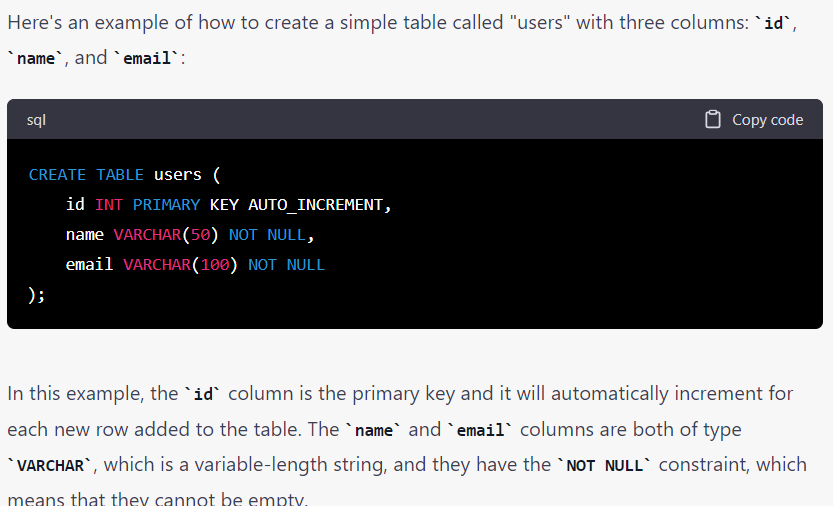 Here's an example of how to create a simple table called "users" with three columns: `id`,
`name`, and `email`:
sql
Copy code
CREATE TABLE users (
    id INT PRIMARY KEY AUTO_INCREMENT,
    name VARCHAR(50) NOT NULL,
    email VARCHAR(100) NOT NULL
);
In this example, the `id` column is the primary key and it will automatically increment for
each new row added to the table. The `name` and `email` columns are both of type
`VARCHAR`, which is a variable-length string, and they have the `NOT NULL` constraint, which
means that they cannot be empty.